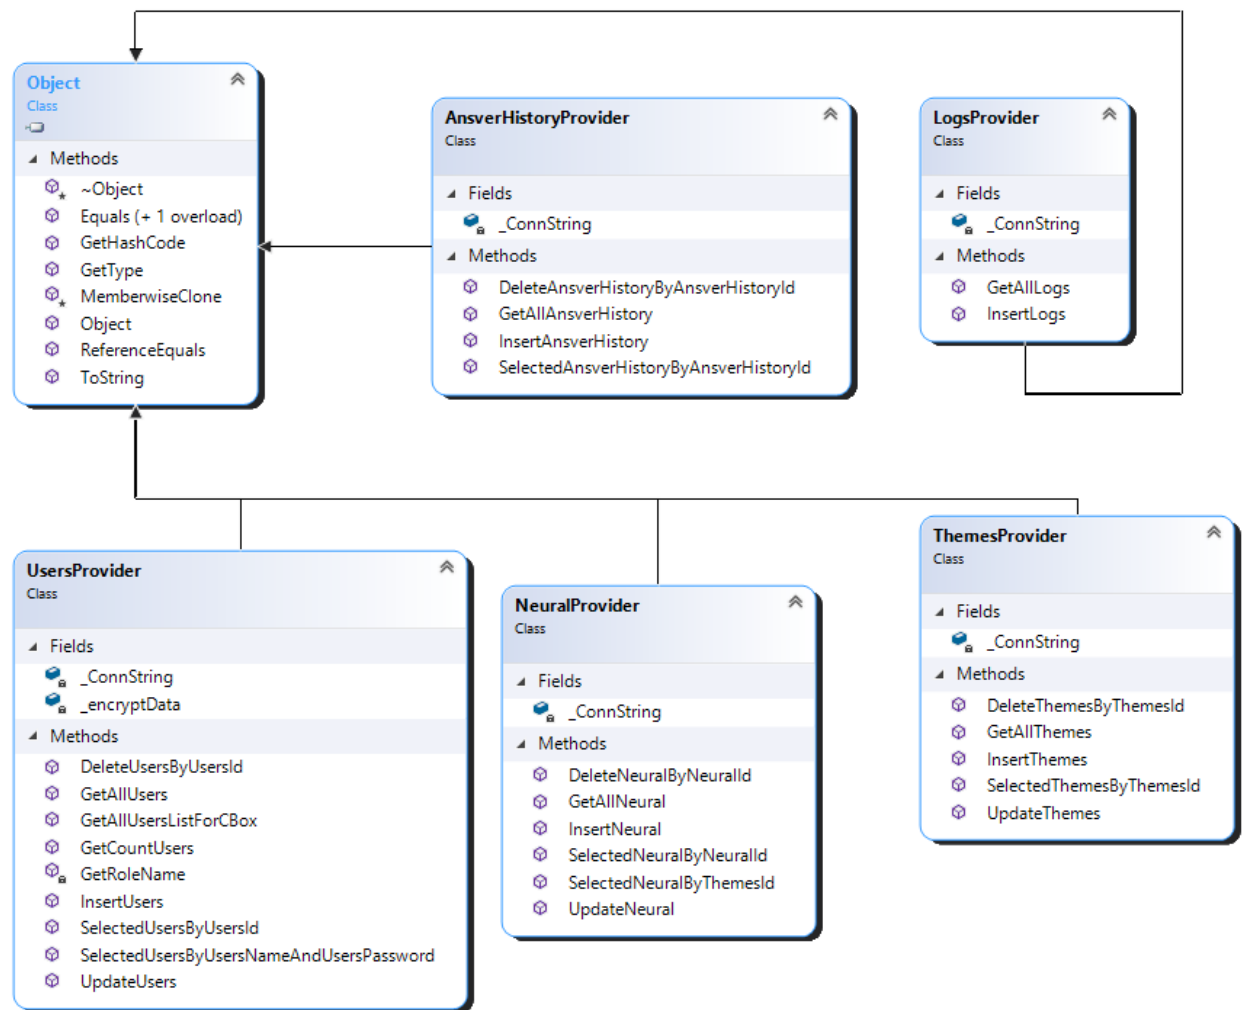 Object
Class
Methods
~Object
Equals (+ 1 overload)
GetHashCode
GetType
MemberwiseClone
Object
ReferenceEquals
ToString
AnsverHistoryProvider
Class
Fields
_ConnString
Methods
DeleteAnsverHistoryByAnsverHistoryId
GetAllAnsverHistory
InsertAnsverHistory
SelectedAnsverHistoryByAnsverHistoryId
LogsProvider
Class
Fields
_ConnString
Methods
GetAllLogs
InsertLogs
UsersProvider
Class
Fields
_ConnString
_encryptData
Methods
DeleteUsersByUsersId
GetAllUsers
GetAllUsersListForCBox
GetCountUsers
GetRoleName
InsertUsers
SelectedUsersByUsersId
SelectedUsersByUsersNameAndUsersPassword
UpdateUsers
NeuralProvider
Class
Fields
_ConnString
Methods
DeleteNeuralByNeuralId
GetAllNeural
InsertNeural
SelectedNeuralByNeuralId
SelectedNeuralByThemesId
UpdateNeural
ThemesProvider
Class
Fields
_ConnString
Methods
DeleteThemesByThemesId
GetAllThemes
InsertThemes
SelectedThemesByThemesId
UpdateThemes